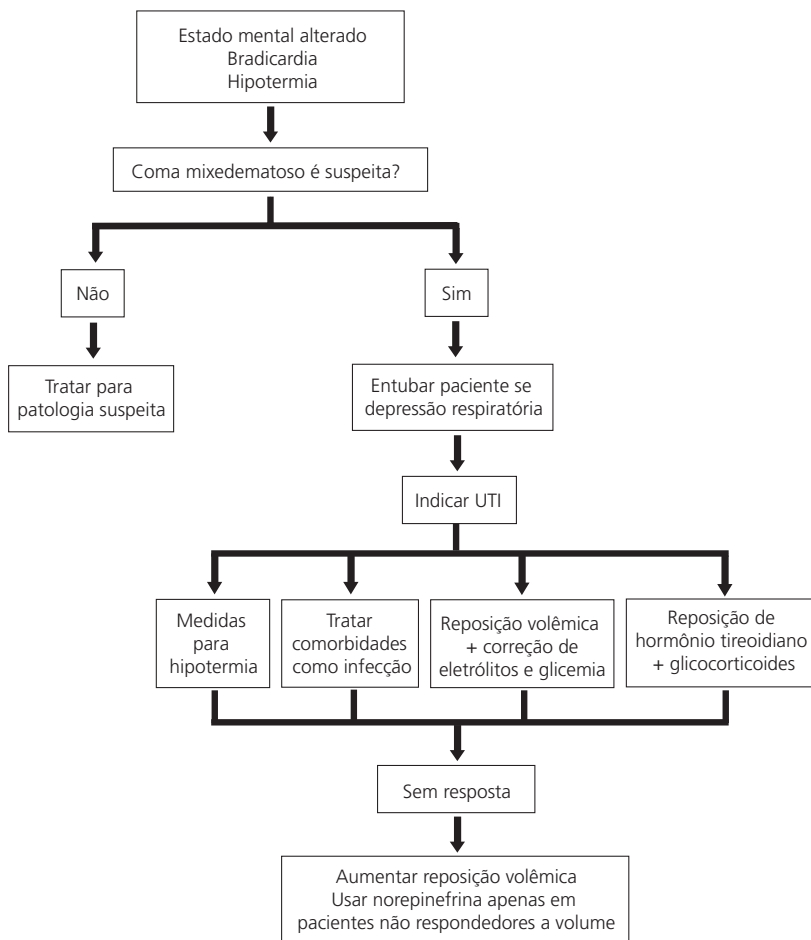 Estado mental alterado
Bradicardia
Hipotermia
Coma mixedematoso é suspeita?
Não
Sim
Tratar para
patologia suspeita
Entubar paciente se
depressão respiratória
Indicar UTI
Medidas
para
hipotermia
Tratar
comorbidades
como infecção
Reposição volêmica
+ correção de
eletrólitos e glicemia
Reposição de
hormônio tireoidiano
+ glicocorticoides
Sem resposta
Aumentar reposição volêmica
Usar norepinefrina apenas em
pacientes não respondedores a volume